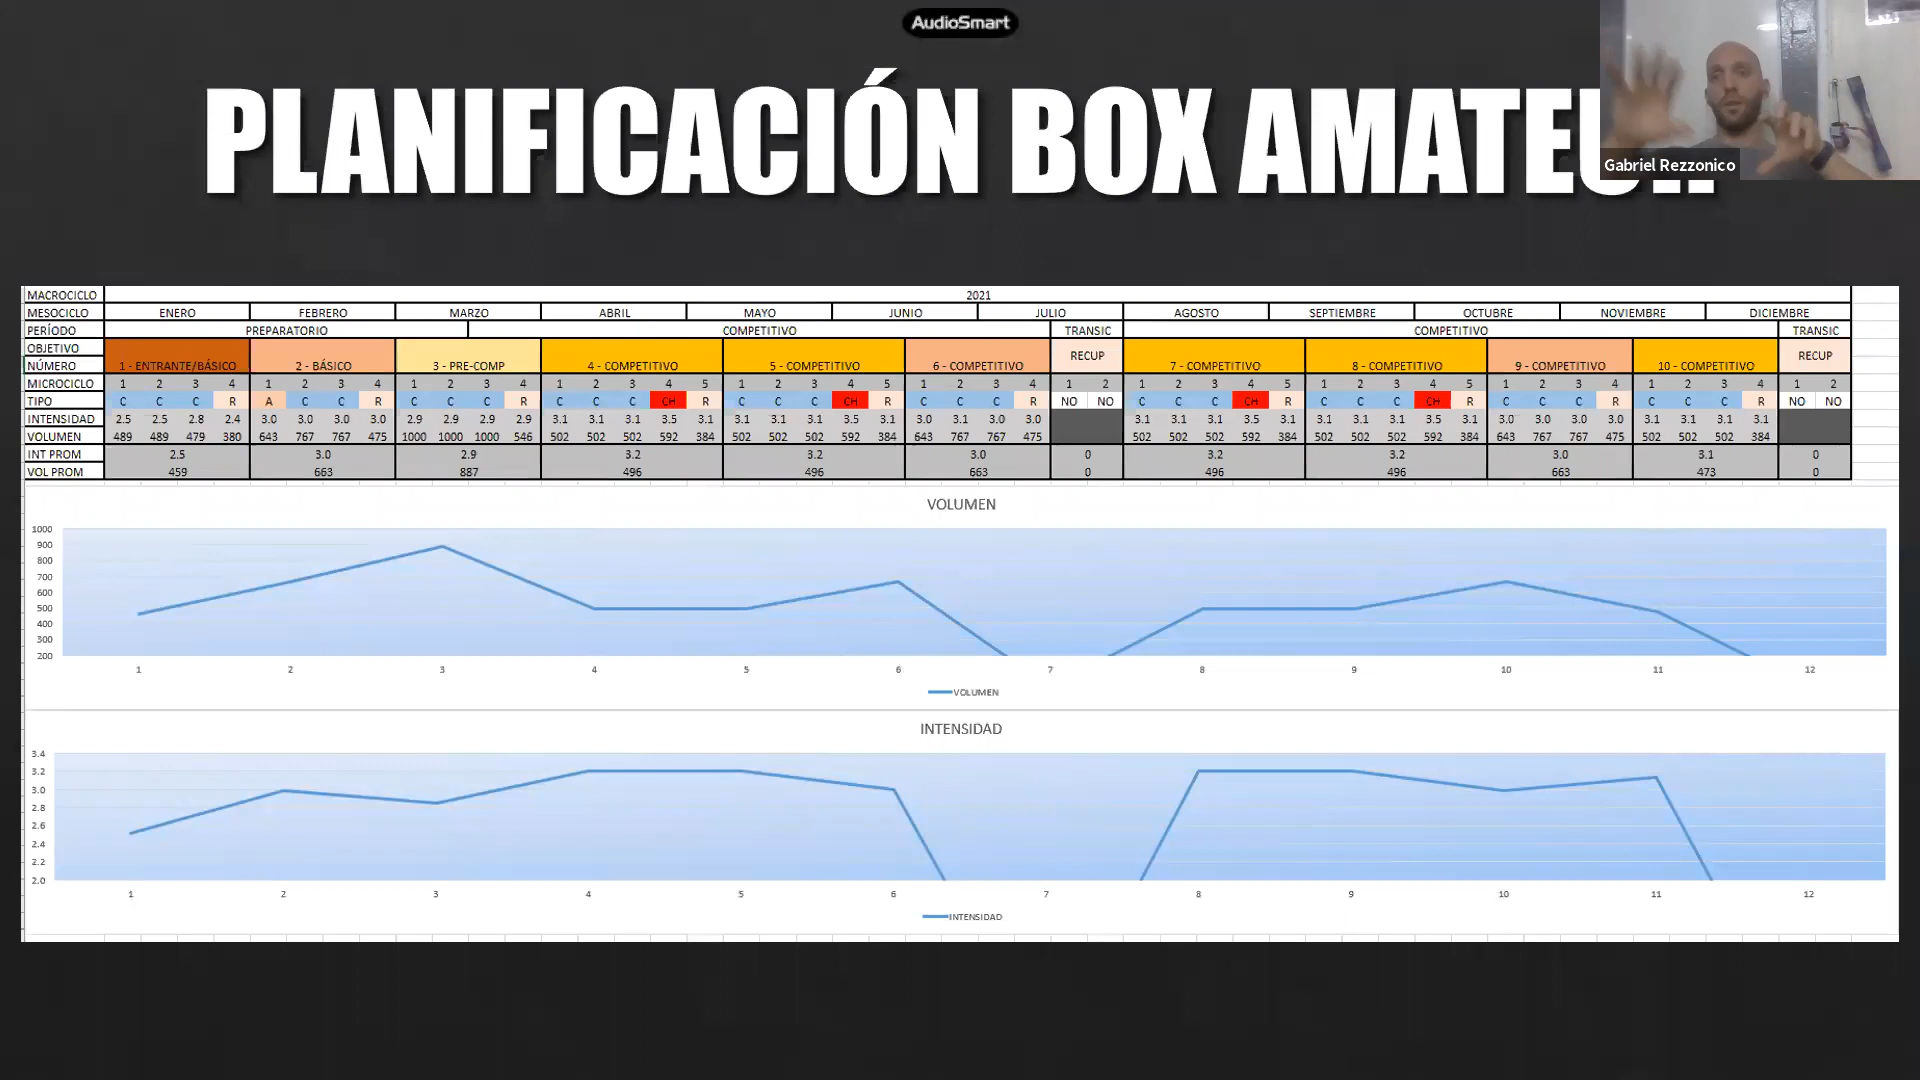 AudioSmart
PLANIFICACIÓN BOX AMATEUR
Gabriel Rezzonico
MACROCICLO 2021
MESOCICLO ENERO FEBRERO MARZO ABRIL MAYO JUNIO JULIO AGOSTO SEPTIEMBRE OCTUBRE NOVIEMBRE DICIEMBRE
PERÍODO PREPARATORIO COMPETITIVO TRANSIC COMPETITIVO TRANSIC
OBJETIVO RECUP RECUP
NÚMERO 1 - ENTRANTE/BÁSICO 2 - BÁSICO 3 - PRE-COMP 4 - COMPETITIVO 5 - COMPETITIVO 6 - COMPETITIVO 7 - COMPETITIVO 8 - COMPETITIVO 9 - COMPETITIVO 10 - COMPETITIVO
MICROCICLO 1 2 3 4 1 2 3 4 1 2 3 4 1 2 3 4 5 1 2 3 4 5 1 2 3 4 1 2 1 2 3 4 5 1 2 3 4 5 1 2 3 4 1 2 3 4 1 2
TIPO C C C R A C C R C C C R C C C CH R C C C CH R C C C R NO NO C C C CH R C C C CH R C C C R C C C R NO NO
INTENSIDAD 2.5 2.5 2.8 2.4 3.0 3.0 3.0 3.0 2.9 2.9 2.9 2.9 3.1 3.1 3.1 3.5 3.1 3.1 3.1 3.1 3.5 3.1 3.0 3.1 3.0 3.0 3.1 3.1 3.1 3.5 3.1 3.1 3.1 3.1 3.5 3.1 3.0 3.0 3.0 3.0 3.1 3.1 3.1 3.1
VOLUMEN 489 489 479 380 643 767 767 475 1000 1000 1000 546 502 502 502 592 384 502 502 502 592 384 643 767 767 475 502 502 502 592 384 502 502 502 592 384 643 767 767 475 502 502 502 384
INT PROM 2.5 3.0 2.9 3.2 3.2 3.0 0 3.2 3.2 3.0 3.1 0
VOL PROM 459 663 887 496 496 663 0 496 496 663 473 0
VOLUMEN
1000
900
800
700
600
500
400
300
200
1 2 3 4 5 6 7 8 9 10 11 12
VOLUMEN
INTENSIDAD
3.4
3.2
3.0
2.8
2.6
2.4
2.2
2.0
1 2 3 4 5 6 7 8 9 10 11 12
INTENSIDAD